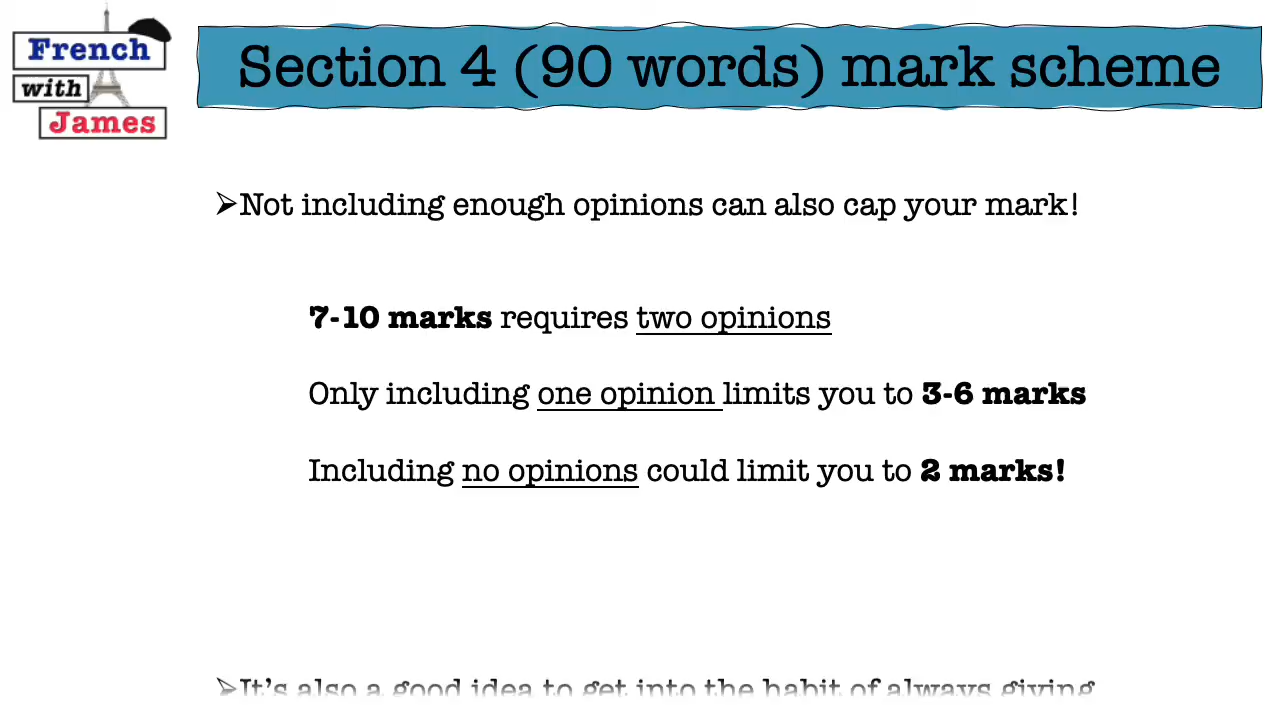 French
with
James
Section 4 (90 words) mark scheme
➢Not including enough opinions can also cap your mark!
7-10 marks requires two opinions
Only including one opinion limits you to 3-6 marks
Including no opinions could limit you to 2 marks!
➢It's also a good idea to get into the habit of always giving